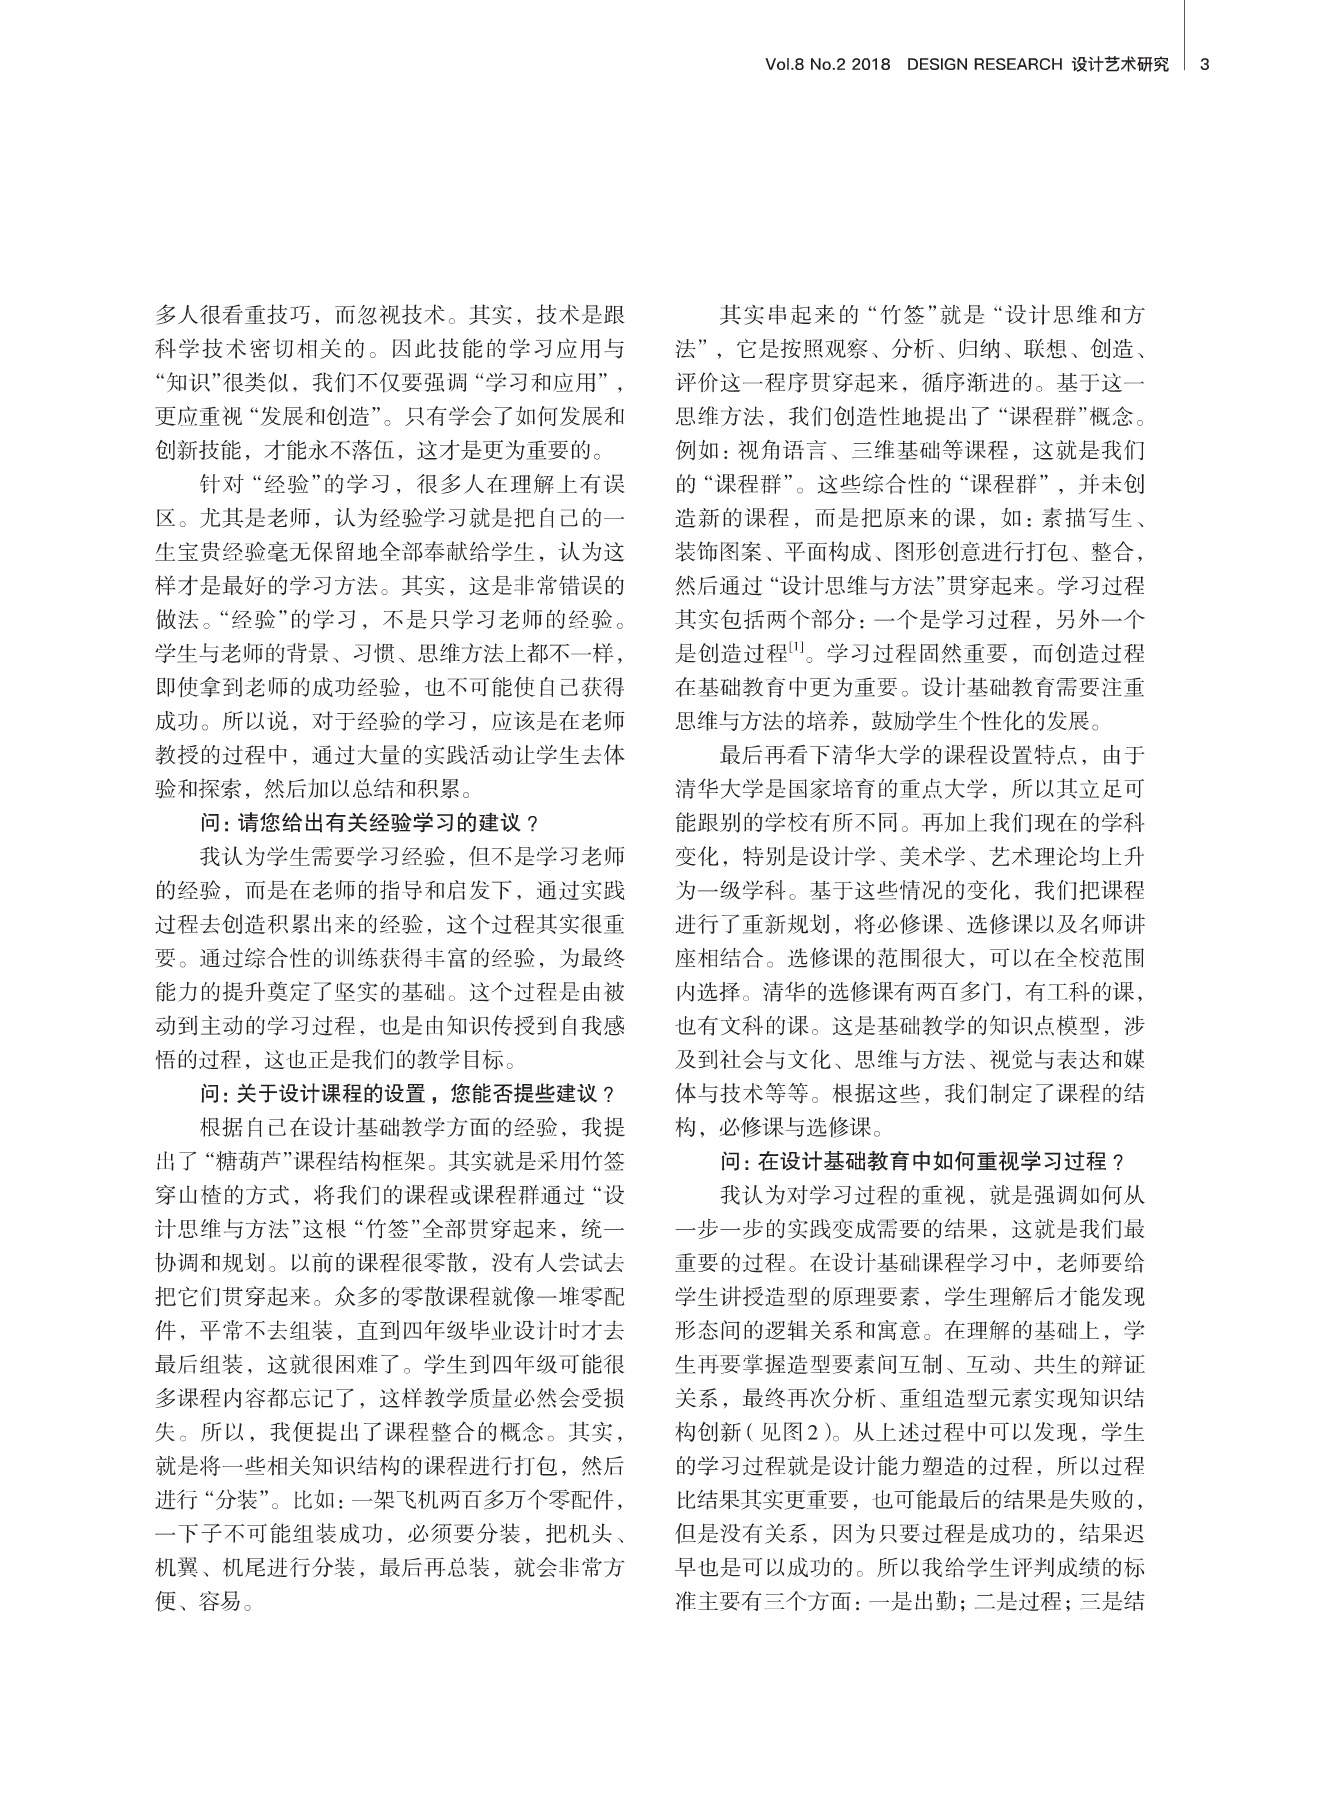 Vol.8 No.2 2018 DESIGN RESEARCH 设计艺术研究 3
多人很看重技巧，而忽视技术。其实，技术是跟
科学技术密切相关的。因此技能的学习应用与
“知识”很类似，我们不仅要强调“学习和应用”，
更应重视“发展和创造”。只有学会了如何发展和
创新技能，才能永不落伍，这才是更为重要的。
针对“经验”的学习，很多人在理解上有误
区。尤其是老师，认为经验学习就是把自己的一
生宝贵经验毫无保留地全部奉献给学生，认为这
样才是最好的学习方法。其实，这是非常错误的
做法。“经验”的学习，不是只学习老师的经验。
学生与老师的背景、习惯、思维方法上都不一样，
即使拿到老师的成功经验，也不可能使自己获得
成功。所以说，对于经验的学习，应该是在老师
教授的过程中，通过大量的实践活动让学生去体
验和探索，然后加以总结和积累。
问：请您给出有关经验学习的建议？
我认为学生需要学习经验，但不是学习老师
的经验，而是在老师的指导和启发下，通过实践
过程去创造积累出来的经验，这个过程其实很重
要。通过综合性的训练获得丰富的经验，为最终
能力的提升奠定了坚实的基础。这个过程是由被
动到主动的学习过程，也是由知识传授到自我感
悟的过程，这也正是我们的教学目标。
问：关于设计课程的设置，您能否提些建议？
根据自己在设计基础教学方面的经验，我提
出了“糖葫芦”课程结构框架。其实就是采用竹签
穿山楂的方式，将我们的课程或课程群通过“设
计思维与方法”这根“竹签”全部贯穿起来，统一
协调和规划。以前的课程很零散，没有人尝试去
把它们贯穿起来。众多的零散课程就像一堆零配
件，平常不去组装，直到四年级毕业设计时才去
最后组装，这就很困难了。学生到四年级可能很
多课程内容都忘记了，这样教学质量必然会受损
失。所以，我便提出了课程整合的概念。其实，
就是将一些相关知识结构的课程进行打包，然后
进行“分装”。比如：一架飞机两百多万个零配件，
一下子不可能组装成功，必须要分装，把机头、
机翼、机尾进行分装，最后再总装，就会非常方
便、容易。
其实串起来的“竹签”就是“设计思维和方
法”，它是按照观察、分析、归纳、联想、创造、
评价这一程序贯穿起来，循序渐进的。基于这一
思维方法，我们创造性地提出了“课程群”概念。
例如：视角语言、三维基础等课程，这就是我们
的“课程群”。这些综合性的“课程群”，并未创
造新的课程，而是把原来的课，如：素描写生、
装饰图案、平面构成、图形创意进行打包、整合，
然后通过“设计思维与方法”贯穿起来。学习过程
其实包括两个部分：一个是学习过程，另外一个
是创造过程[1]。学习过程固然重要，而创造过程
在基础教育中更为重要。设计基础教育需要注重
思维与方法的培养，鼓励学生个性化的发展。
最后再看下清华大学的课程设置特点，由于
清华大学是国家培育的重点大学，所以其立足可
能跟别的学校有所不同。再加上我们现在的学科
变化，特别是设计学、美术学、艺术理论均上升
为一级学科。基于这些情况的变化，我们把课程
进行了重新规划，将必修课、选修课以及名师讲
座相结合。选修课的范围很大，可以在全校范围
内选择。清华的选修课有两百多门，有工科的课，
也有文科的课。这是基础教学的知识点模型，涉
及到社会与文化、思维与方法、视觉与表达和媒
体与技术等等。根据这些，我们制定了课程的结
构，必修课与选修课。
问：在设计基础教育中如何重视学习过程？
我认为对学习过程的重视，就是强调如何从
一步一步的实践变成需要的结果，这就是我们最
重要的过程。在设计基础课程学习中，老师要给
学生讲授造型的原理要素，学生理解后才能发现
形态间的逻辑关系和寓意。在理解的基础上，学
生再要掌握造型要素间互制、互动、共生的辩证
关系，最终再次分析、重组造型元素实现知识结
构创新（见图2）。从上述过程中可以发现，学生
的学习过程就是设计能力塑造的过程，所以过程
比结果其实更重要，也可能最后的结果是失败的，
但是没有关系，因为只要过程是成功的，结果迟
早也是可以成功的。所以我给学生评判成绩的标
准主要有三个方面：一是出勤；二是过程；三是结